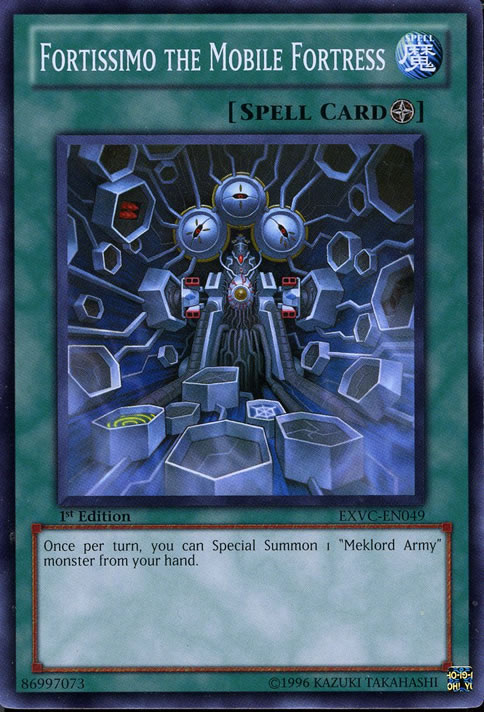 FORTISSIMO THE MOBILE FORTRESS
SPELL
魔
[SPELL CARD]
1st Edition
EXVC-EN049
Once per turn, you can Special Summon 1 "Meklord Army"
monster from your hand.
86997073
©1996 KAZUKI TAKAHASHI